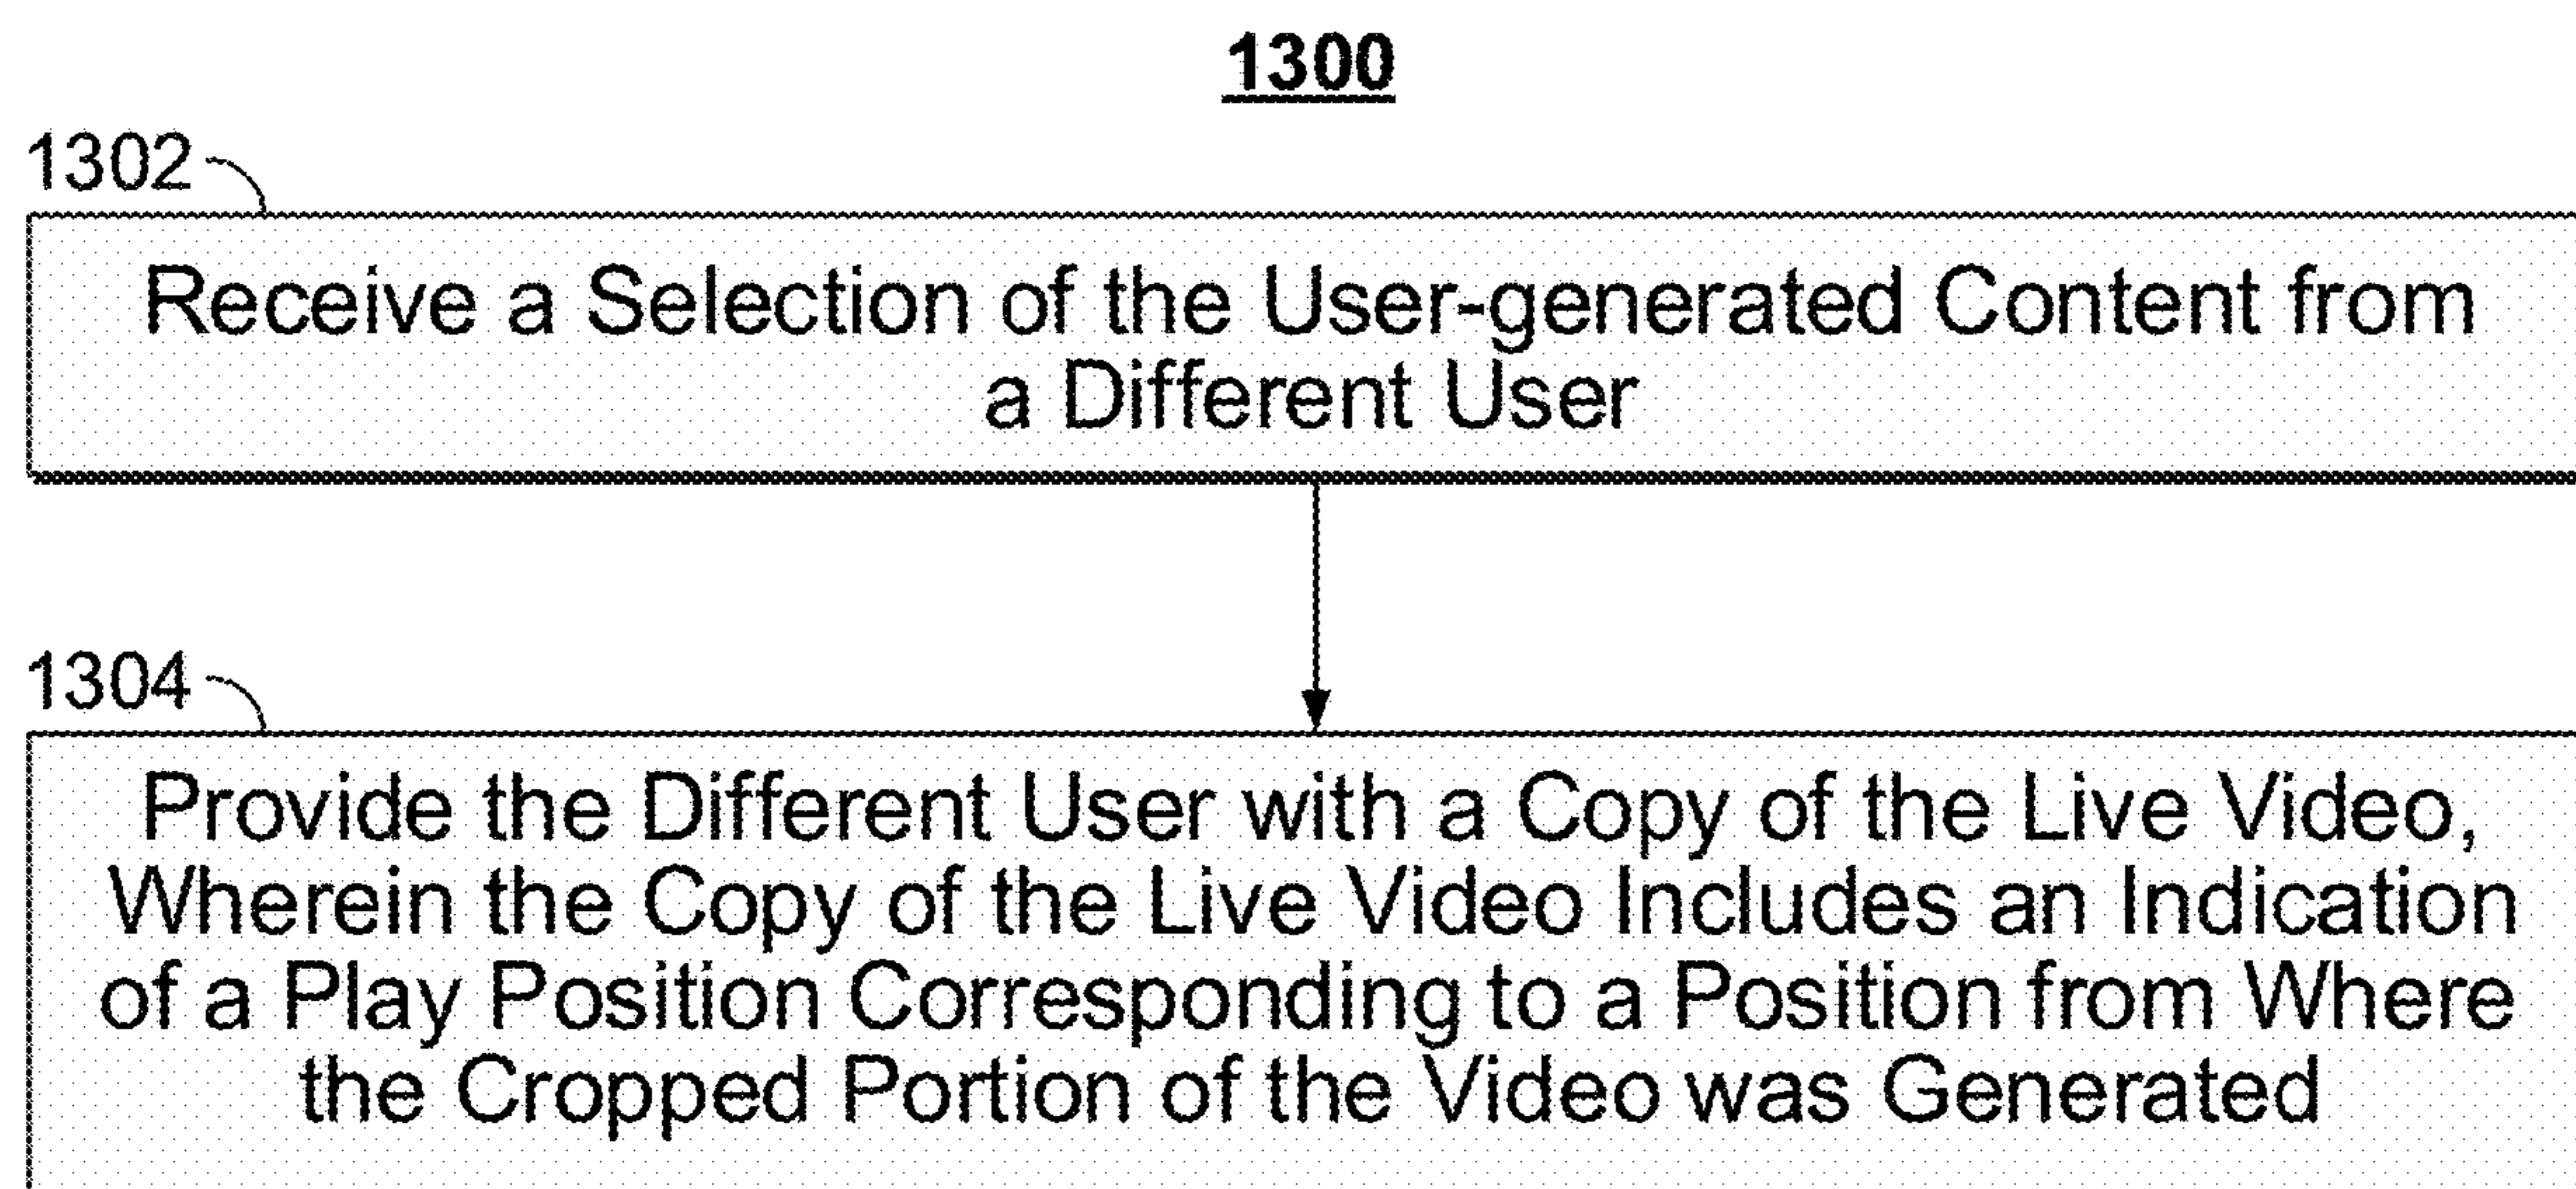 1300
1302
Receive a Selection of the User-generated Content from
a Different User
1304
Provide the Different User with a Copy of the Live Video,
Wherein the Copy of the Live Video Includes an Indication
of a Play Position Corresponding to a Position from Where
the Cropped Portion of the Video was Generated